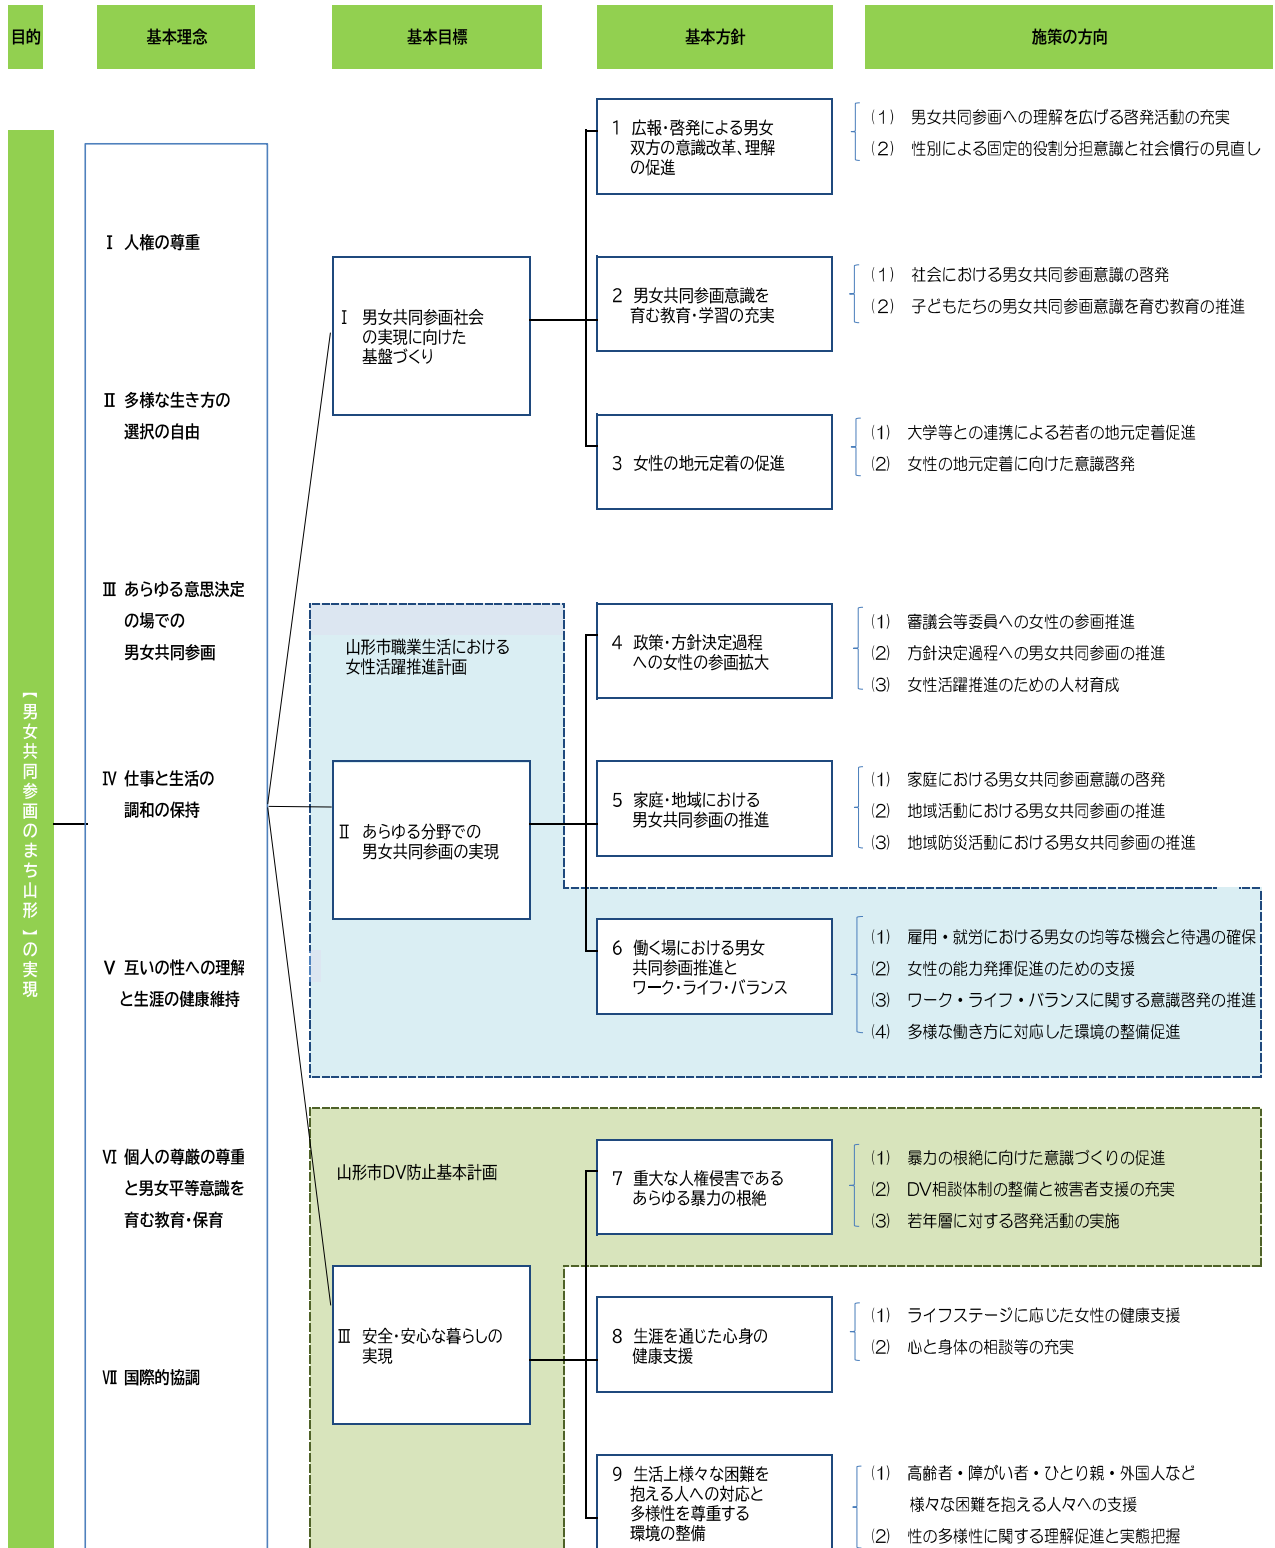 目的
基本理念
基本目標
基本方針
施策の方向
【男女共同参画のまち山形】の実現
Ⅰ 人権の尊重
Ⅱ 多様な生き方の
選択の自由
Ⅲ あらゆる意思決定
の場での
男女共同参画
Ⅳ 仕事と生活の
調和の保持
Ⅴ 互いの性への理解
と生涯の健康維持
Ⅵ 個人の尊厳の尊重
と男女平等意識を
育む教育・保育
Ⅶ 国際的協調
Ⅰ 男女共同参画社会
の実現に向けた
基盤づくり
1 広報・啓発による男女
双方の意識改革、理解
の促進
(1) 男女共同参画への理解を広げる啓発活動の充実
(2) 性別による固定的役割分担意識と社会慣行の見直し
2 男女共同参画意識を
育む教育・学習の充実
(1) 社会における男女共同参画意識の啓発
(2) 子どもたちの男女共同参画意識を育む教育の推進
3 女性の地元定着の促進
(1) 大学等との連携による若者の地元定着促進
(2) 女性の地元定着に向けた意識啓発
山形市職業生活における
女性活躍推進計画
Ⅱ あらゆる分野での
男女共同参画の実現
4 政策・方針決定過程
への女性の参画拡大
(1) 審議会等委員への女性の参画推進
(2) 方針決定過程への男女共同参画の推進
(3) 女性活躍推進のための人材育成
5 家庭・地域における
男女共同参画の推進
(1) 家庭における男女共同参画意識の啓発
(2) 地域活動における男女共同参画の推進
(3) 地域防災活動における男女共同参画の推進
6 働く場における男女
共同参画推進と
ワーク・ライフ・バランス
(1) 雇用・就労における男女の均等な機会と待遇の確保
(2) 女性の能力発揮促進のための支援
(3) ワーク・ライフ・バランスに関する意識啓発の推進
(4) 多様な働き方に対応した環境の整備促進
山形市DV防止基本計画
Ⅲ 安全・安心な暮らしの
実現
7 重大な人権侵害である
あらゆる暴力の根絶
(1) 暴力の根絶に向けた意識づくりの促進
(2) DV相談体制の整備と被害者支援の充実
(3) 若年層に対する啓発活動の実施
8 生涯を通じた心身の
健康支援
(1) ライフステージに応じた女性の健康支援
(2) 心と身体の相談等の充実
9 生活上様々な困難を
抱える人への対応と
多様性を尊重する
環境の整備
(1) 高齢者・障がい者・ひとり親・外国人など
様々な困難を抱える人々への支援
(2) 性の多様性に関する理解促進と実態把握